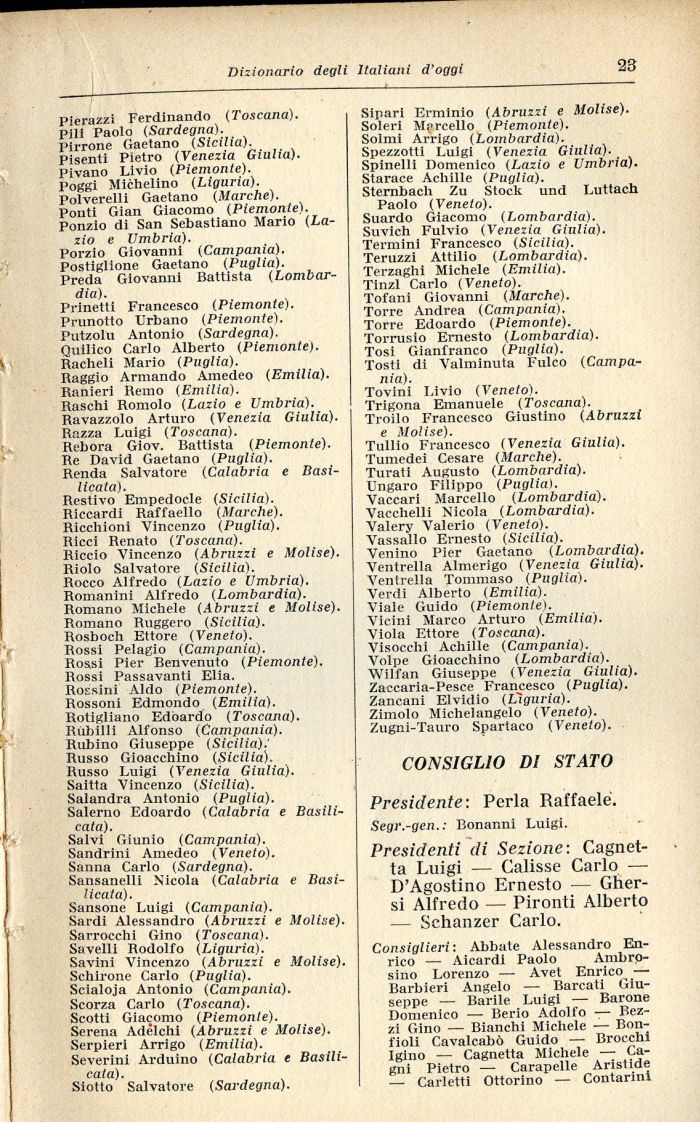 Dizionario degli Italiani d'oggi
23
Pierazzi Ferdinando (Toscana).
Pili Paolo (Sardegna).
Pirrone Gaetano (Sicilia).
Pisenti Pietro (Venezia Giulia).
Pivano Livio (Piemonte).
Poggi Michelino (Liguria).
Polverelli Gaetano (Marche).
Ponti Gian Giacomo (Piemonte).
Ponzio di San Sebastiano Mario (La-
zio e Umbria).
Porzio Giovanni (Campania).
Postiglione Gaetano (Puglia).
Preda Giovanni Battista (Lombar-
dia).
Prinetti Francesco (Piemonte).
Prunotto Urbano (Piemonte).
Putzolu Antonio (Sardegna).
Quilico Carlo Alberto (Piemonte).
Racheli Mario (Puglia).
Raggio Armando Amedeo (Emilia).
Ranieri Remo (Emilia).
Raschi Romolo (Lazio e Umbria).
Ravazzolo Arturo (Venezia Giulia).
Razza Luigi (Toscana).
Rebora Giov. Battista (Piemonte).
Re David Gaetano (Puglia).
Renda Salvatore (Calabria e Basi-
licata).
Restivo Empedocle (Sicilia).
Riccardi Raffaello (Marche).
Ricchioni Vincenzo (Puglia).
Ricci Renato (Toscana).
Riccio Vincenzo (Abruzzi e Molise).
Riolo Salvatore (Sicilia).
Rocco Alfredo (Lazio e Umbria).
Romanini Alfredo (Lombardia).
Romano Michele (Abruzzi e Molise).
Romano Ruggero (Sicilia).
Rosboch Ettore (Veneto).
Rossi Pelagio (Campania).
Rossi Pier Benvenuto (Piemonte).
Rossi Passavanti Elia.
Rossini Aldo (Piemonte).
Rossoni Edmondo (Emilia).
Rotigliano Edoardo (Toscana).
Rubilli Alfonso (Campania).
Rubino Giuseppe (Sicilia).
Russo Gioacchino (Sicilia).
Russo Luigi (Venezia Giulia).
Saitta Vincenzo (Sicilia).
Salandra Antonio (Puglia).
Salerno Edoardo (Calabria e Basili-
cata).
Salvi Giunio (Campania).
Sandrini Amedeo (Veneto).
Sanna Carlo (Sardegna).
Sansanelli Nicola (Calabria e Basi-
licata).
Sansone Luigi (Campania).
Sardi Alessandro (Abruzzi e Molise).
Sarrocchi Gino (Toscana).
Savelli Rodolfo (Liguria).
Savini Vincenzo (Abruzzi e Molise).
Schirone Carlo (Puglia).
Scialoja Antonio (Campania).
Scorza Carlo (Toscana).
Scotti Giacomo (Piemonte).
Serena Adelchi (Abruzzi e Molise).
Serpieri Arrigo (Emilia).
Severini Arduino (Calabria e Basili-
cata).
Siotto Salvatore (Sardegna).
Sipari Erminio (Abruzzi e Molise).
Soleri Marcello (Piemonte).
Solmi Arrigo (Lombardia).
Spezzotti Luigi (Venezia Giulia).
Spinelli Domenico (Lazio e Umbria).
Starace Achille (Puglia).
Sternbach Zu Stock und Luttach
Paolo (Veneto).
Suardo Giacomo (Lombardia).
Suvich Fulvio (Venezia Giulia).
Termini Francesco (Sicilia).
Teruzzi Attilio (Lombardia).
Terzaghi Michele (Emilia).
Tinzl Carlo (Veneto).
Tofani Giovanni (Marche).
Torre Andrea (Campania).
Torre Edoardo (Piemonte).
Torrusio Ernesto (Lombardia).
Tosi Gianfranco (Puglia).
Tosti di Valminuta Fulco (Campa-
nia).
Tovini Livio (Veneto).
Trigona Emanuele (Toscana).
Troilo Francesco Giustino (Abruzzi
e Molise).
Tullio Francesco (Venezia Giulia).
Tumedei Cesare (Marche).
Turati Augusto (Lombardia).
Ungaro Filippo (Puglia).
Vaccari Marcello (Lombardia).
Vacchelli Nicola (Lombardia).
Valery Valerio (Veneto).
Vassallo Ernesto (Sicilia).
Venino Pier Gaetano (Lombardia).
Ventrella Almerigo (Venezia Giulia).
Ventrella Tommaso (Puglia).
Verdi Alberto (Emilia).
Viale Guido (Piemonte).
Vicini Marco Arturo (Emilia).
Viola Ettore (Toscana).
Visocchi Achille (Campania).
Volpe Gioacchino (Lombardia).
Wilfan Giuseppe (Venezia Giulia).
Zaccaria-Pesce Francesco (Puglia).
Zancani Elvidio (Liguria).
Zimolo Michelangelo (Veneto).
Zugni-Tauro Spartaco (Veneto).
CONSIGLIO DI STATO
Presidente: Perla Raffaele.
Segr.-gen.: Bonanni Luigi.
Presidenti di Sezione: Cagnet-
ta Luigi — Calisse Carlo —
D'Agostino Ernesto — Gher-
si Alfredo — Pironti Alberto
— Schanzer Carlo.
Consiglieri: Abbate Alessandro En-
rico — Aicardi Paolo Ambro-
sino Lorenzo — Avet Enrico —
Barbieri Angelo — Barcati Giu-
seppe — Barile Luigi — Barone
Domenico — Berio Adolfo — Bez-
zi Gino — Bianchi Michele — Bon-
fioli Cavalcabò Guido — Brocchi
Igino — Cagnetta Michele — Ca-
gni Pietro — Carapelle Aristide
— Carletti Ottorino — Contarini